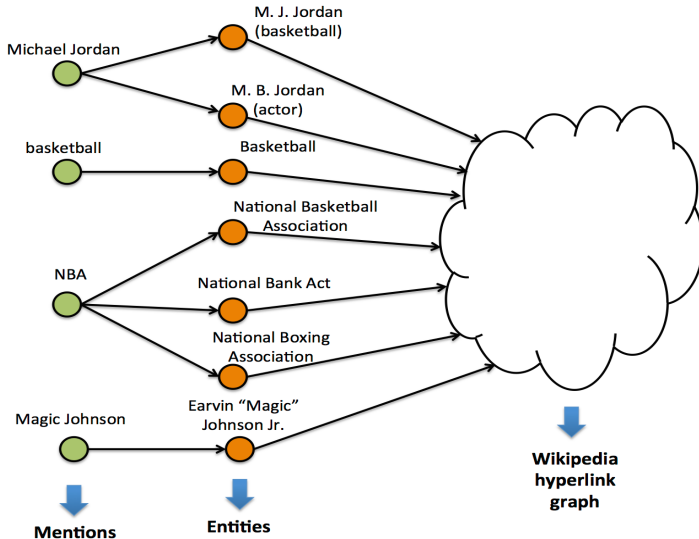 M. J. Jordan
(basketball)
Michael Jordan
M. B. Jordan
(actor)
basketball
Basketball
National Basketball
Association
NBA
National Bank Act
National Boxing
Association
Magic Johnson
Earvin “Magic”
Johnson Jr.
Wikipedia
hyperlink
graph
Mentions
Entities